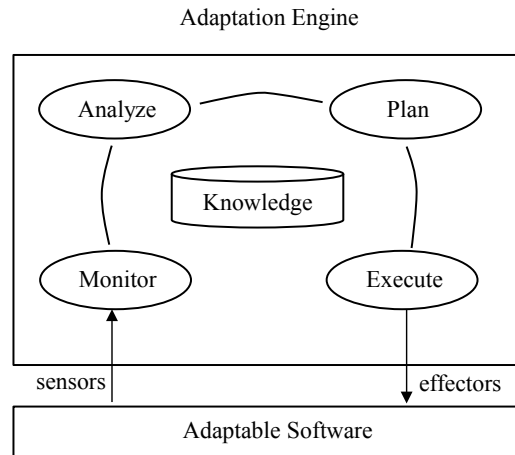 Adaptation Engine
Analyze
Plan
Knowledge
Monitor
Execute
sensors
effectors
Adaptable Software